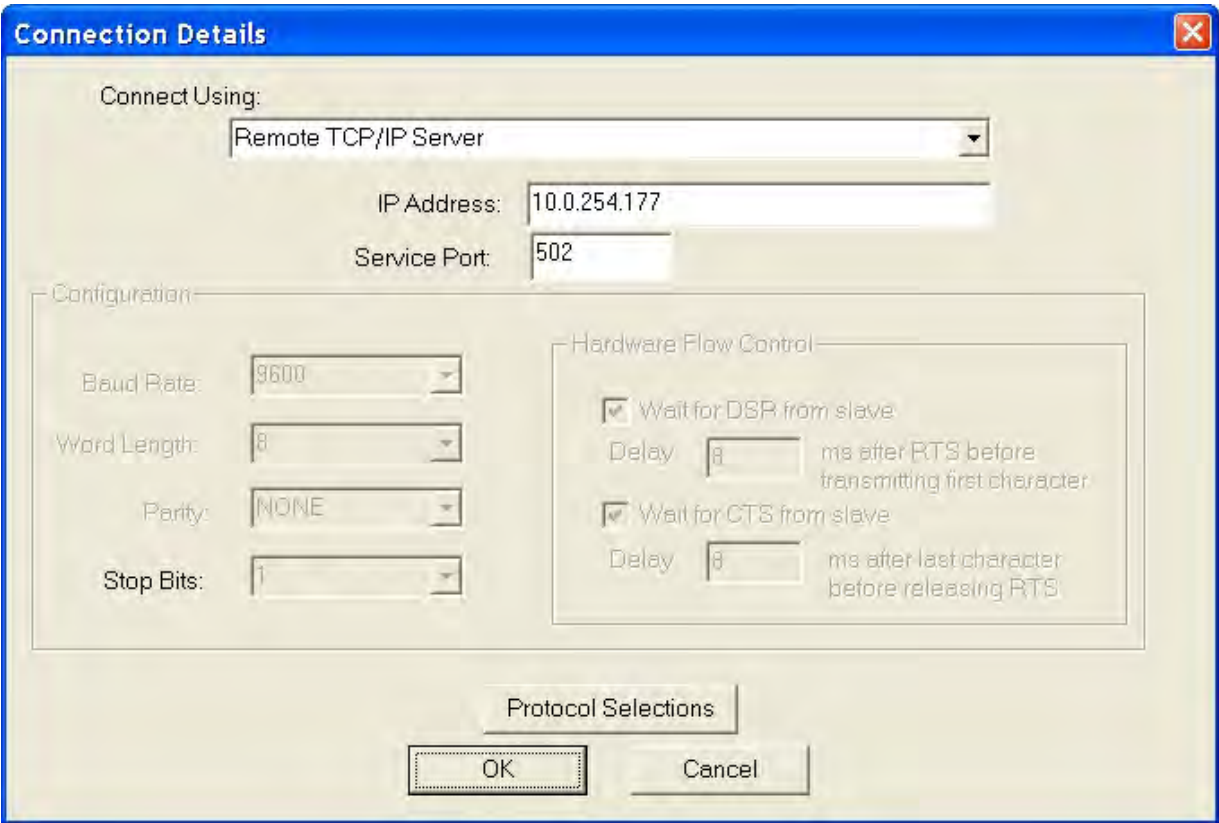 Connection Details
Connect Using:
Remote TCP/IP Server
IP Address: 10.0.254.177
Service Port: 502
Configuration
Baud Rate: 9600
Word Length: 8
Parity: NONE
Stop Bits: 1
Hardware Flow Control
Wait for DSR from slave
Delay 8 ms after RTS before
transmitting first character
Wait for CTS from slave
Delay 8 ms after last character
before releasing RTS
Protocol Selections
OK Cancel